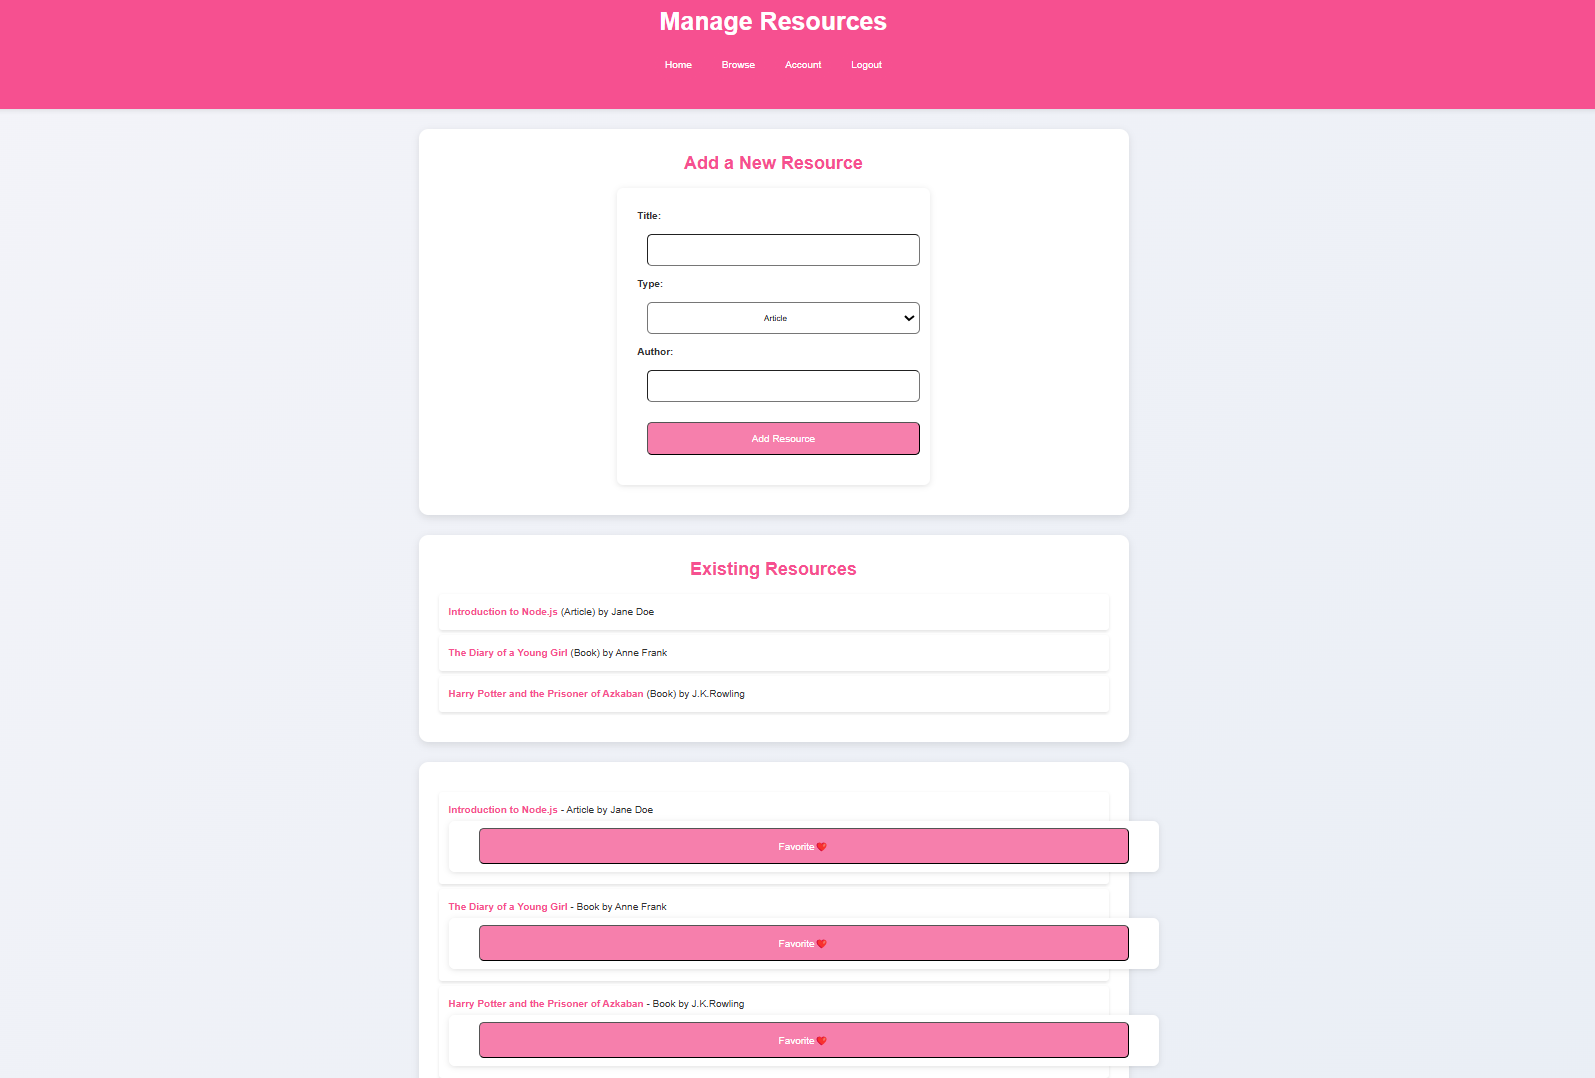 Manage Resources
Home Browse Account Logout
Add a New Resource
Title:
Type:
Article
Author:
Add Resource
Existing Resources
Introduction to Node.js (Article) by Jane Doe
The Diary of a Young Girl (Book) by Anne Frank
Harry Potter and the Prisoner of Azkaban (Book) by J.K.Rowling
Introduction to Node.js - Article by Jane Doe
Favorite❤️
The Diary of a Young Girl - Book by Anne Frank
Favorite❤️
Harry Potter and the Prisoner of Azkaban - Book by J.K.Rowling
Favorite❤️